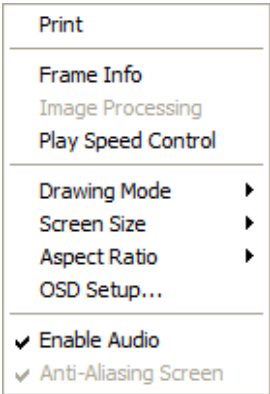 Print
Frame Info
Image Processing
Play Speed Control
Drawing Mode
Screen Size
Aspect Ratio
OSD Setup...
Enable Audio
Anti-Aliasing Screen